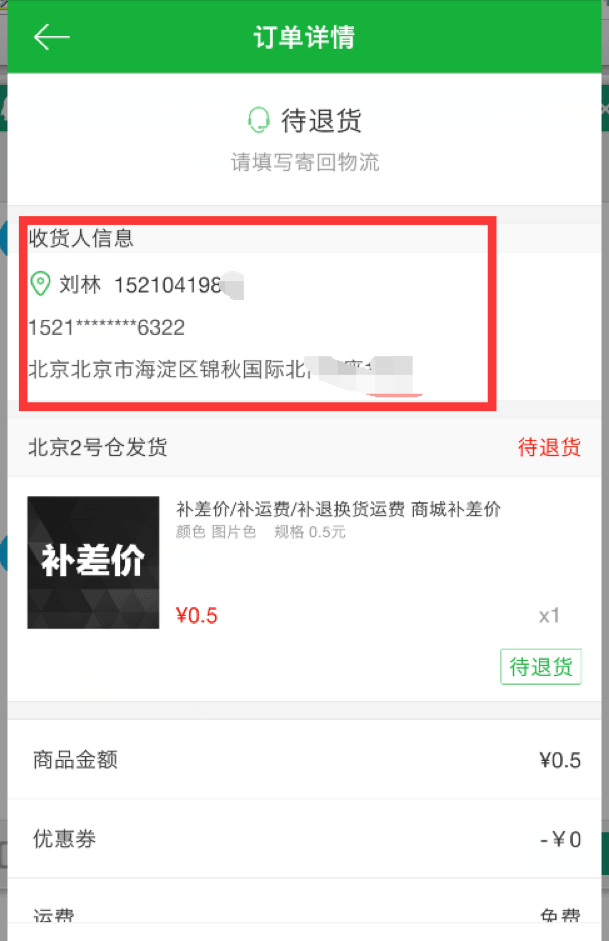 订单详情
待退货
请填写寄回物流
收货人信息
刘林 152104198
1521********6322
北京北京市海淀区锦秋国际北
北京2号仓发货 待退货
补差价
补差价/补运费/补退换货运费 商城补差价
颜色 图片色 规格 0.5元
¥0.5 x1
待退货
商品金额 ¥0.5
优惠券 -¥0
运费 免费